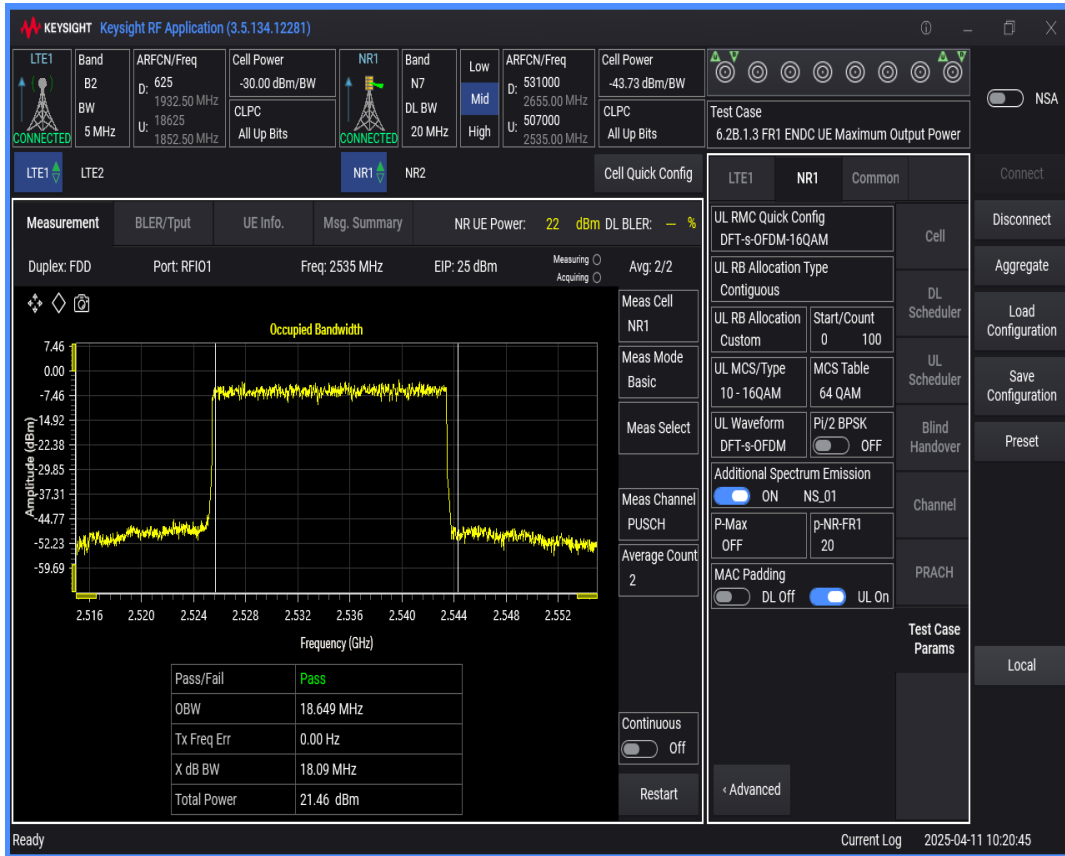 KEYSIGHT Keysight RF Application (3.5.134.12281)
LTE1
CONNECTED
Band
B2
BW
5 MHz
ARFCN/Freq
D: 625
1932.50 MHz
U: 18625
1852.50 MHz
Cell Power
-30.00 dBm/BW
CLPC
All Up Bits
NR1
CONNECTED
Band
N7
DL BW
20 MHz
Low
Mid
High
ARFCN/Freq
D: 531000
2655.00 MHz
U: 507000
2535.00 MHz
Cell Power
-43.73 dBm/BW
CLPC
All Up Bits
Test Case
6.2B.1.3 FR1 ENDC UE Maximum Output Power
NSA
LTE1 LTE2 NR1 NR2 Cell Quick Config
Measurement BLER/Tput UE Info. Msg. Summary NR UE Power: 22 dBm DL BLER: -- %
Duplex: FDD Port: RFIO1 Freq: 2535 MHz EIP: 25 dBm Measuring Avg: 2/2
Acquiring
Occupied Bandwidth
7.46
0.00
-7.46
-14.92
-22.38
-29.85
-37.31
-44.77
-52.23
-59.69
Amplitude (dBm)
2.516 2.520 2.524 2.528 2.532 2.536 2.540 2.544 2.548 2.552
Frequency (GHz)
Pass/Fail Pass
OBW 18.649 MHz
Tx Freq Err 0.00 Hz
X dB BW 18.09 MHz
Total Power 21.46 dBm
Meas Cell
NR1
Meas Mode
Basic
Meas Select
Meas Channel
PUSCH
Average Count
2
Continuous
Off
Restart
LTE1 NR1 Common
UL RMC Quick Config
DFT-s-OFDM-16QAM
UL RB Allocation Type
Contiguous
UL RB Allocation
Custom
Start/Count
0 100
UL MCS/Type
10 - 16QAM
MCS Table
64 QAM
UL Waveform
DFT-s-OFDM
Pi/2 BPSK
OFF
Additional Spectrum Emission
ON NS_01
P-Max
OFF
p-NR-FR1
20
MAC Padding
DL Off UL On
‹ Advanced
Cell
DL
Scheduler
UL
Scheduler
Blind
Handover
Channel
PRACH
Test Case
Params
Connect
Disconnect
Aggregate
Load
Configuration
Save
Configuration
Preset
Local
Ready Current Log 2025-04-11 10:20:45